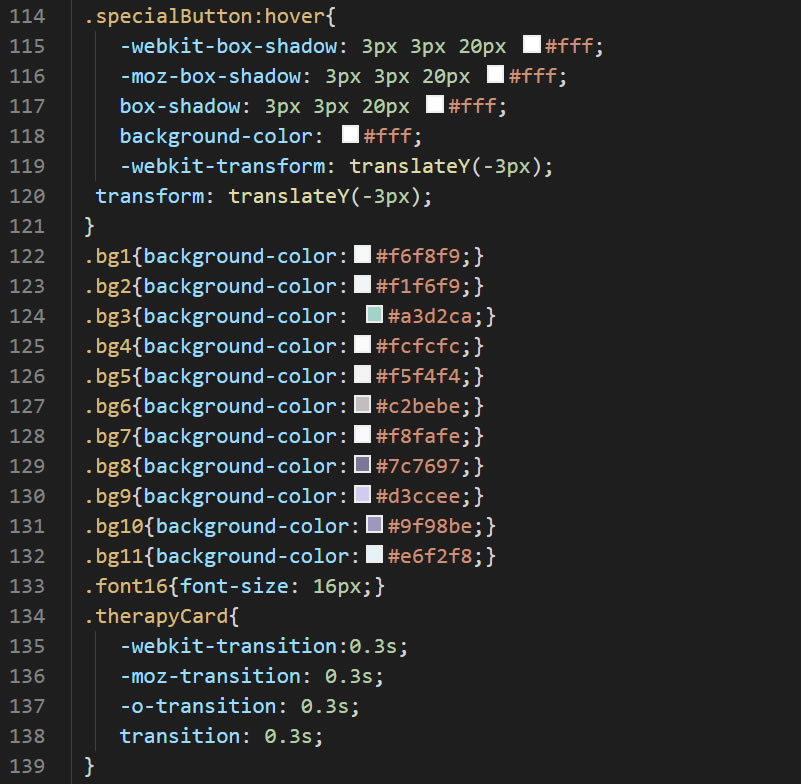 114 .specialButton:hover{
115 -webkit-box-shadow: 3px 3px 20px #fff;
116 -moz-box-shadow: 3px 3px 20px #fff;
117 box-shadow: 3px 3px 20px #fff;
118 background-color: #fff;
119 -webkit-transform: translateY(-3px);
120 transform: translateY(-3px);
121 }
122 .bg1{background-color:#f6f8f9;}
123 .bg2{background-color:#f1f6f9;}
124 .bg3{background-color: #a3d2ca;}
125 .bg4{background-color:#fcfcfc;}
126 .bg5{background-color:#f5f4f4;}
127 .bg6{background-color:#c2bebe;}
128 .bg7{background-color:#f8fafe;}
129 .bg8{background-color:#7c7697;}
130 .bg9{background-color:#d3ccee;}
131 .bg10{background-color:#9f98be;}
132 .bg11{background-color:#e6f2f8;}
133 .font16{font-size: 16px;}
134 .therapyCard{
135 -webkit-transition:0.3s;
136 -moz-transition: 0.3s;
137 -o-transition: 0.3s;
138 transition: 0.3s;
139 }